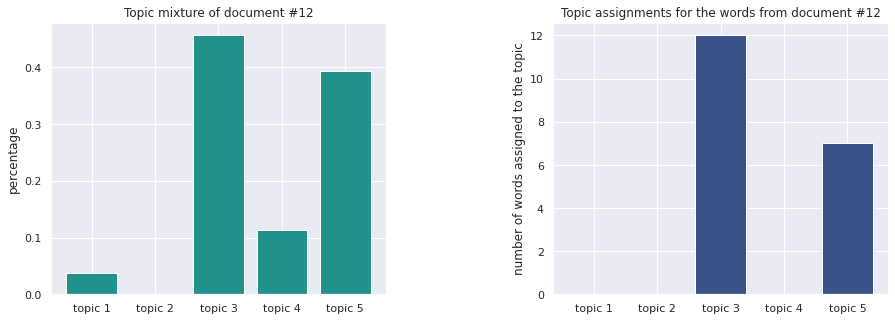 Topic mixture of document #12
percentage
0.4
0.3
0.2
0.1
0.0
topic 1 topic 2 topic 3 topic 4 topic 5
Topic assignments for the words from document #12
number of words assigned to the topic
12
10
8
6
4
2
0
topic 1 topic 2 topic 3 topic 4 topic 5